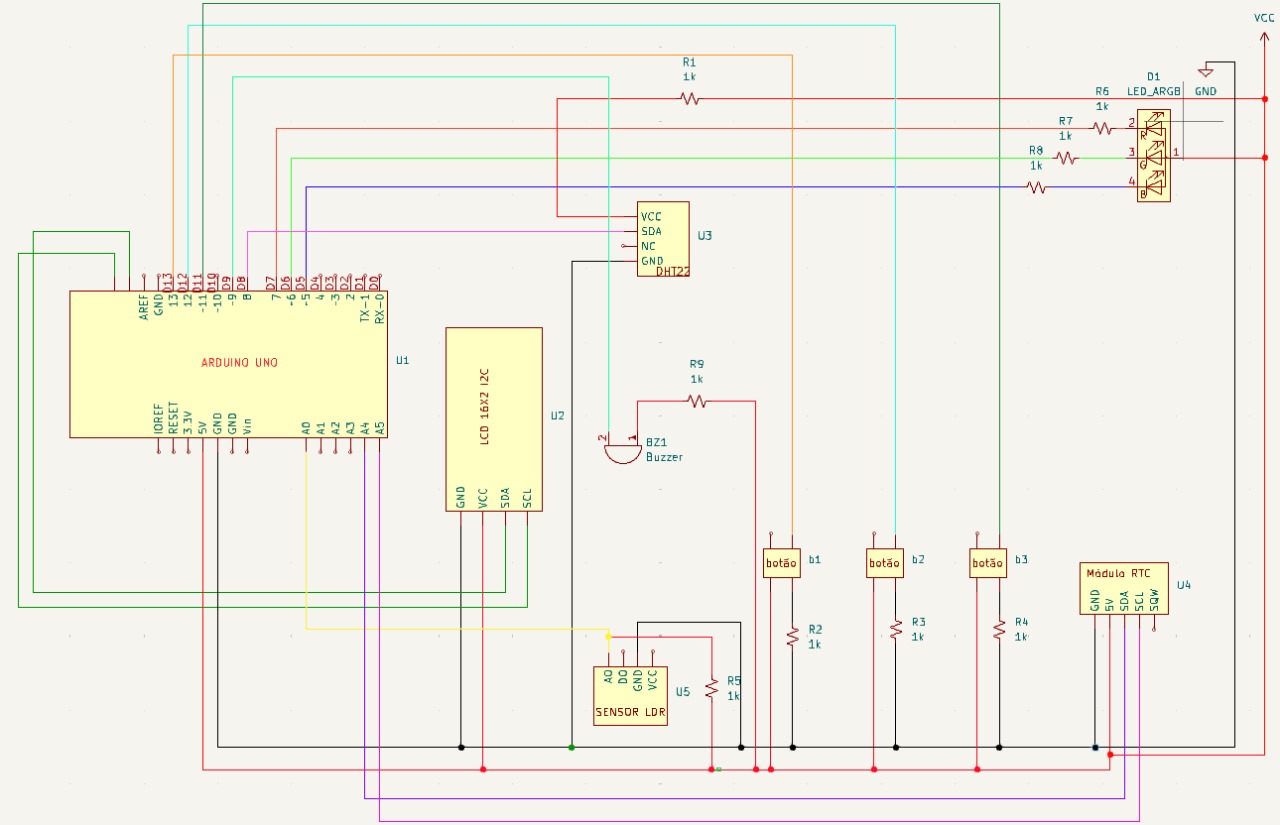 VCC
R1
1k
D1
LED_ARGB
GND
R6
1k
R7
1k
R8
1k
2
3
4
1
R
G
B
VCC
SDA
NC
GND
DHT22
U3
D13
D12
D11
D10
D9
D8
D7
D6
D5
D4
D3
D2
D1
D0
AREF
GND
13
12
~11
~10
~9
8
7
~6
~5
4
~3
2
TX-1
RX-0
ARDUINO UNO
U1
IOREF
RESET
3.3V
5V
GND
GND
Vin
A0
A1
A2
A3
A4
A5
LCD 16X2 I2C
U2
GND
VCC
SDA
SCL
R9
1k
2
1
BZ1
Buzzer
botão
b1
botão
b2
botão
b3
R2
1k
R3
1k
R4
1k
Módulo RTC
U4
GND
5V
SDA
SCL
SQW
AO
DO
GND
VCC
SENSOR LDR
U5
R5
1k